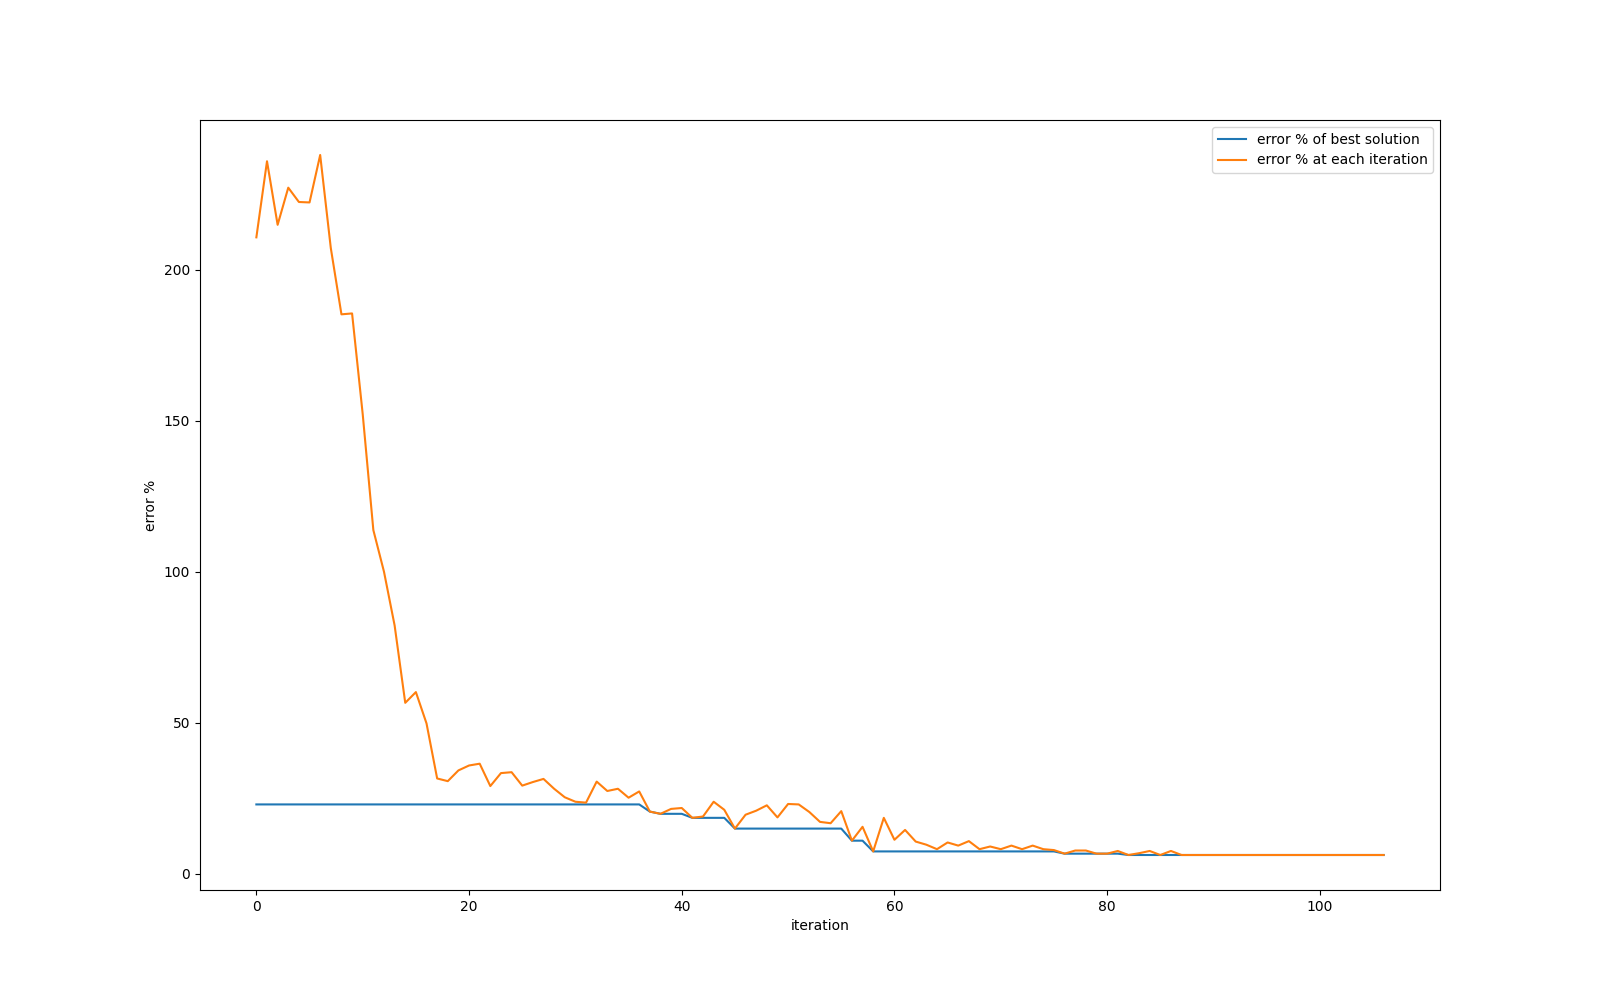 error % of best solution
error % at each iteration
200
150
100
50
0
error %
0 20 40 60 80 100
iteration